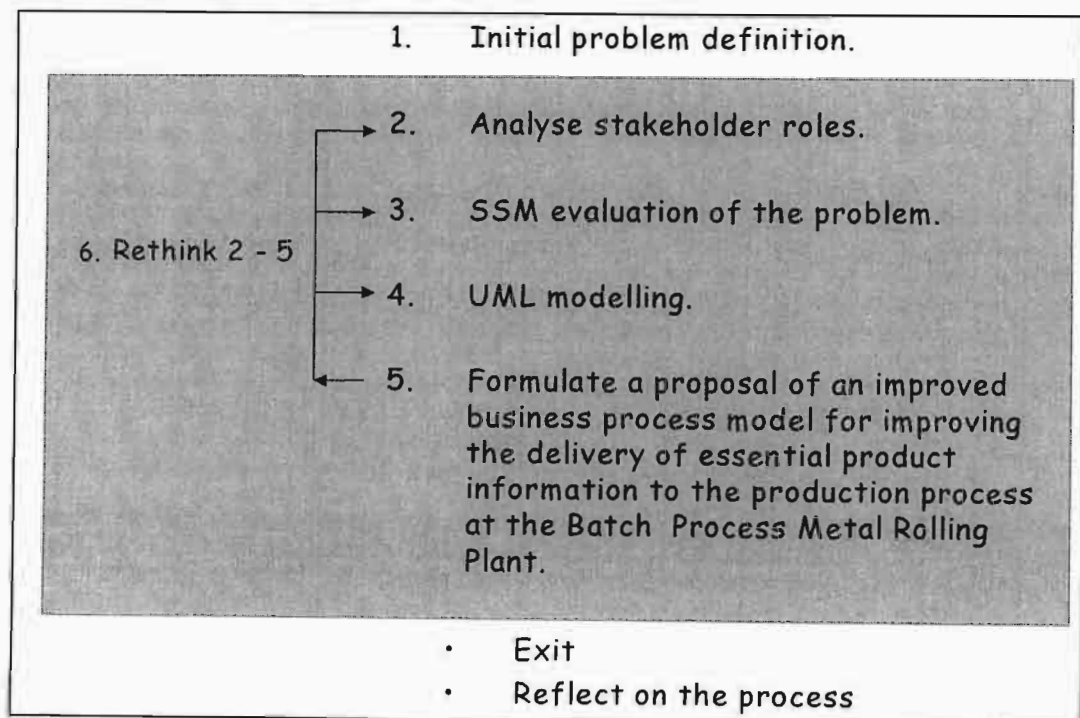 1. Initial problem definition.
2. Analyse stakeholder roles.
3. SSM evaluation of the problem.
6. Rethink 2 - 5
4. UML modelling.
5. Formulate a proposal of an improved
business process model for improving
the delivery of essential product
information to the production process
at the Batch Process Metal Rolling
Plant.
· Exit
· Reflect on the process